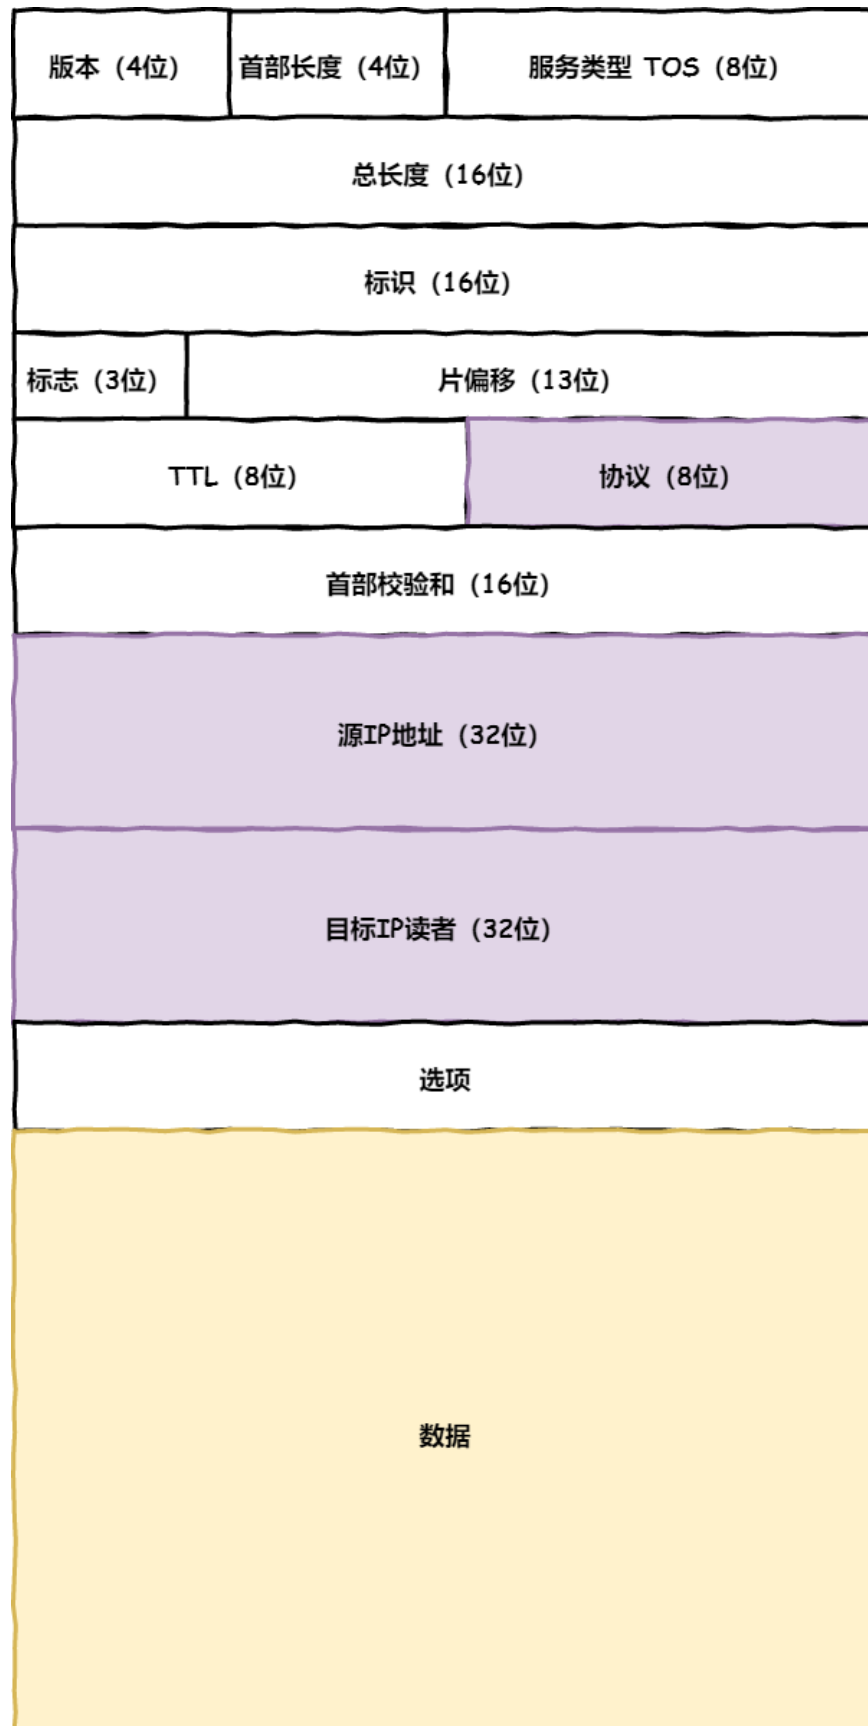 版本（4位）
首部长度（4位）
服务类型 TOS（8位）
总长度（16位）
标识（16位）
标志（3位）
片偏移（13位）
TTL（8位）
协议（8位）
首部校验和（16位）
源IP地址（32位）
目标IP读者（32位）
选项
数据